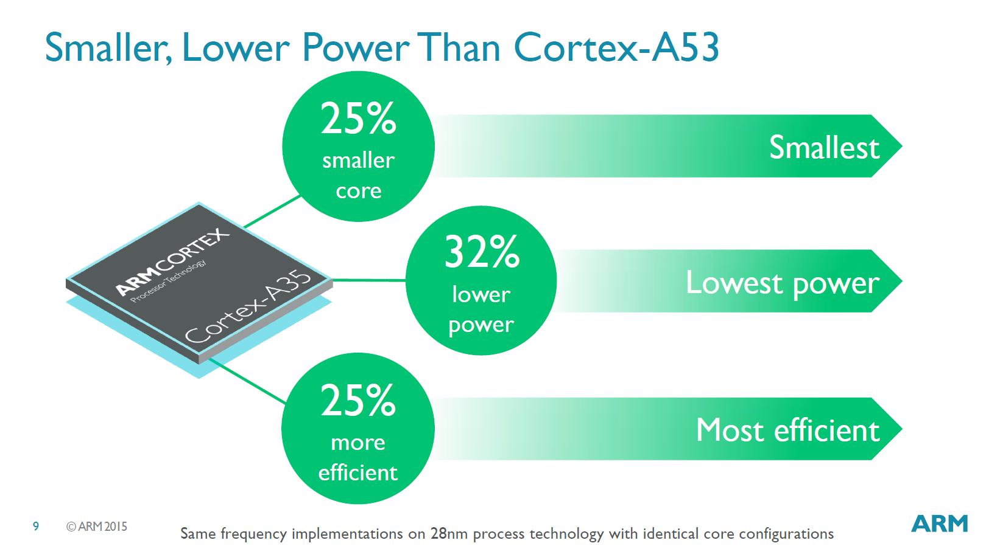 Smaller, Lower Power Than Cortex-A53
25%
smaller
core
Smallest
ARMCORTEX
Processor Technology
Cortex-A35
32%
lower
power
Lowest power
25%
more
efficient
Most efficient
9
© ARM 2015
Same frequency implementations on 28nm process technology with identical core configurations
ARM